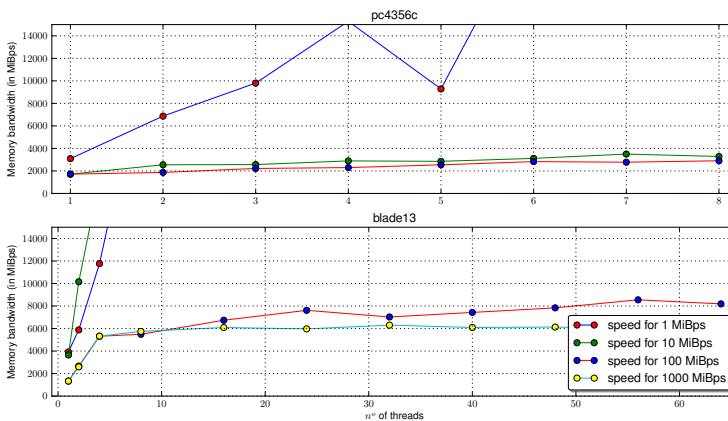 pc4356c
Memory bandwidth (in MiBps)
14000
12000
10000
8000
6000
4000
2000
0
1 2 3 4 5 6 7 8
blade13
Memory bandwidth (in MiBps)
14000
12000
10000
8000
6000
4000
2000
0
speed for 1 MiBps
speed for 10 MiBps
speed for 100 MiBps
speed for 1000 MiBps
0 10 20 30 40 50 60
nº of threads